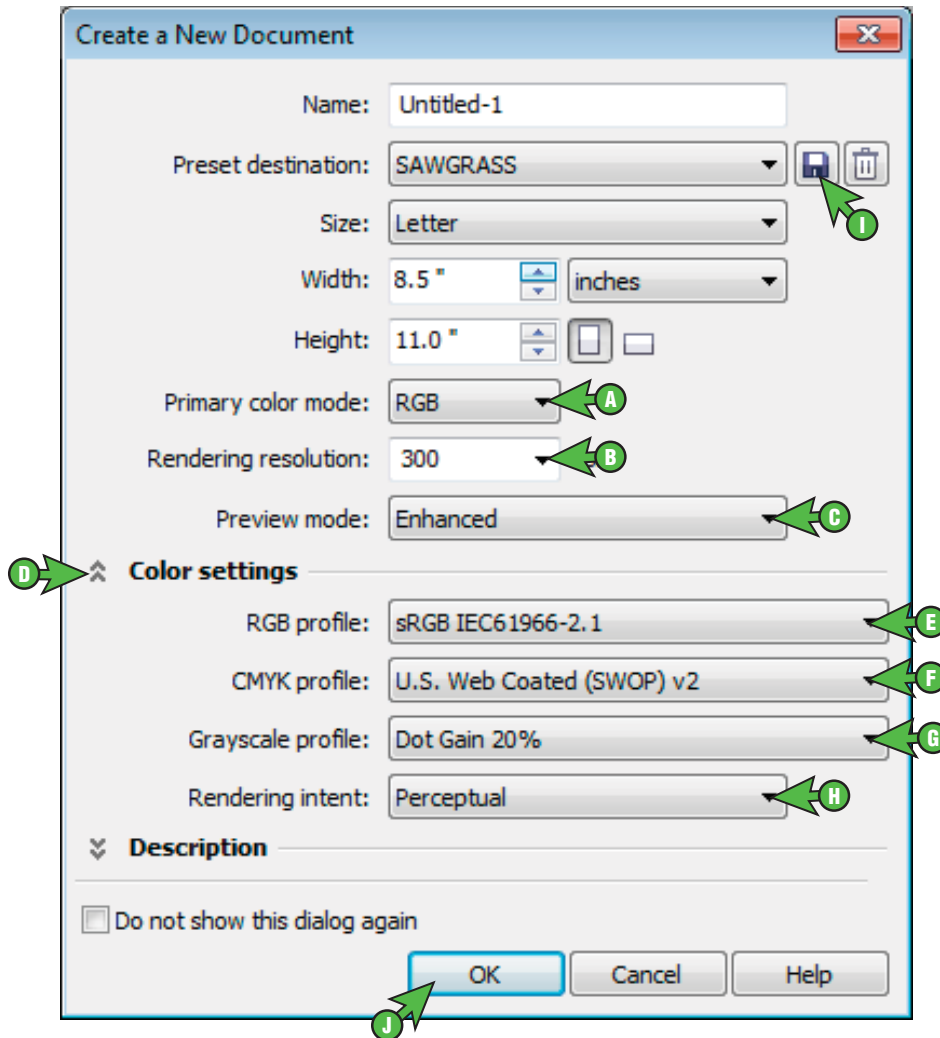 Create a New Document
Name: Untitled-1
Preset destination: SAWGRASS
I
Size: Letter
Width: 8.5 " inches
Height: 11.0 "
Primary color mode: RGB A
Rendering resolution: 300 B
Preview mode: Enhanced C
D Color settings
RGB profile: sRGB IEC61966-2.1 E
CMYK profile: U.S. Web Coated (SWOP) v2 F
Grayscale profile: Dot Gain 20% G
Rendering intent: Perceptual H
Description
Do not show this dialog again
OK Cancel Help
J